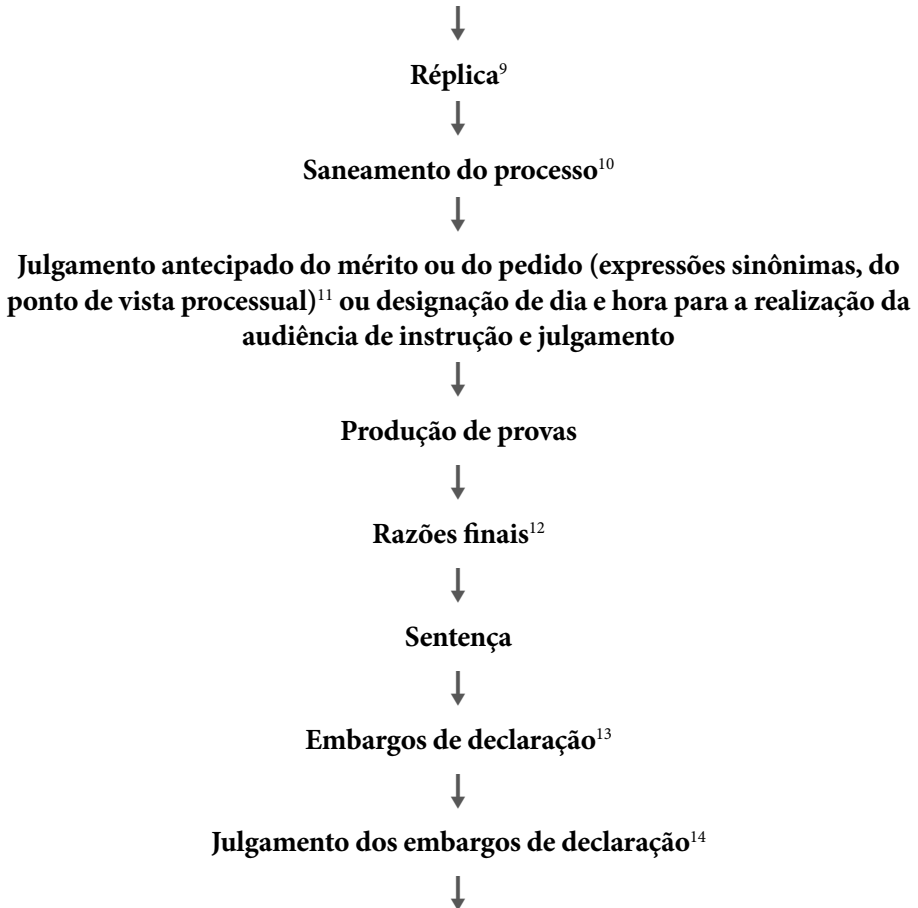 Réplica⁹
Saneamento do processo¹⁰
Julgamento antecipado do mérito ou do pedido (expressões sinônimas, do
ponto de vista processual)¹¹ ou designação de dia e hora para a realização da
audiência de instrução e julgamento
Produção de provas
Razões finais¹²
Sentença
Embargos de declaração¹³
Julgamento dos embargos de declaração¹⁴